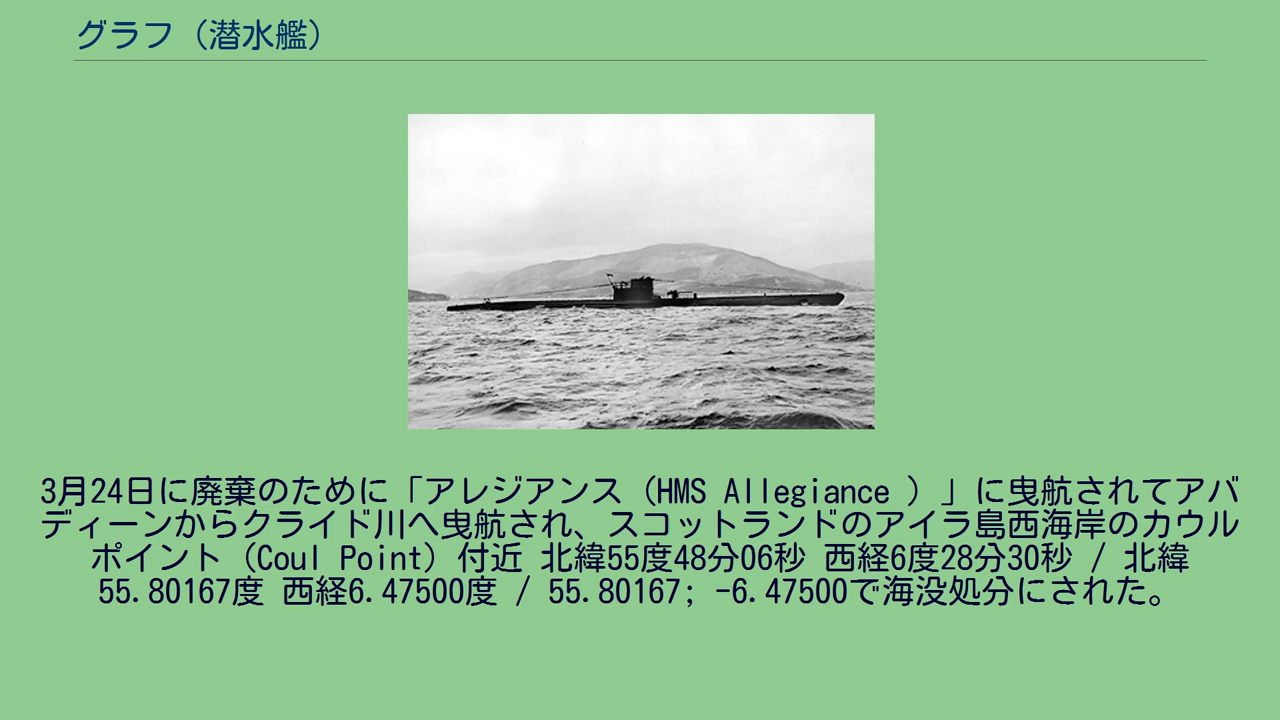 グラフ (潜水艦)
3月24日に廃棄のために「アレジアンス (HMS Allegiance ) 」に曳航されてアバ
ディーンからクライド川へ曳航され、スコットランドのアイラ島西海岸のカウル
ポイント (Coul Point) 付近 北緯55度48分06秒 西経6度28分30秒 / 北緯
55.80167度 西経6.47500度 / 55.80167; -6.47500で海没処分にされた。